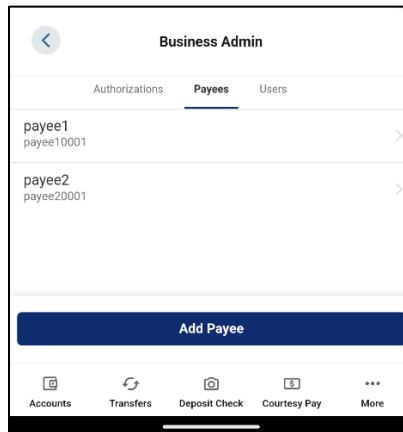 Business Admin
Authorizations Payees Users
payee1
payee10001
payee2
payee20001
Add Payee
Accounts Transfers Deposit Check Courtesy Pay More